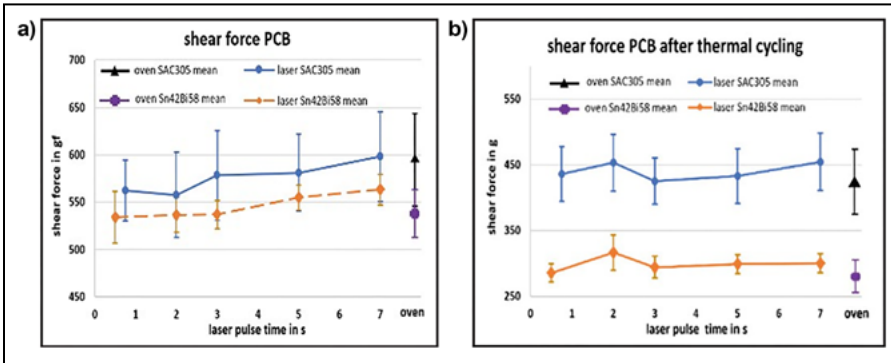 a)
shear force PCB
oven SAC305 mean
laser SAC305 mean
oven Sn42Bi58 mean
laser Sn42Bi58 mean
shear force in gf
700
650
600
550
500
450
0 1 2 3 4 5 6 7 oven
laser pulse time in s
b)
shear force PCB after thermal cycling
oven SAC305 mean
laser SAC305 mean
oven Sn42Bi58 mean
laser Sn42Bi58 mean
shear force in g
550
450
350
250
0 1 2 3 4 5 6 7 oven
laser pulse time in s